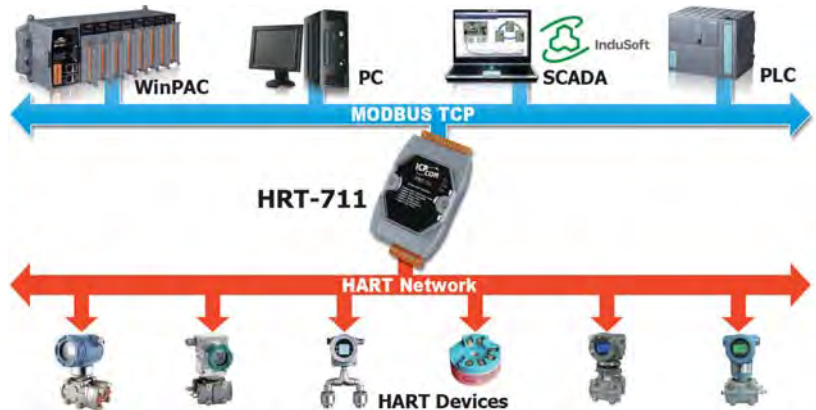 WinPAC
PC
InduSoft
SCADA
PLC
MODBUS TCP
HRT-711
HART Network
HART Devices